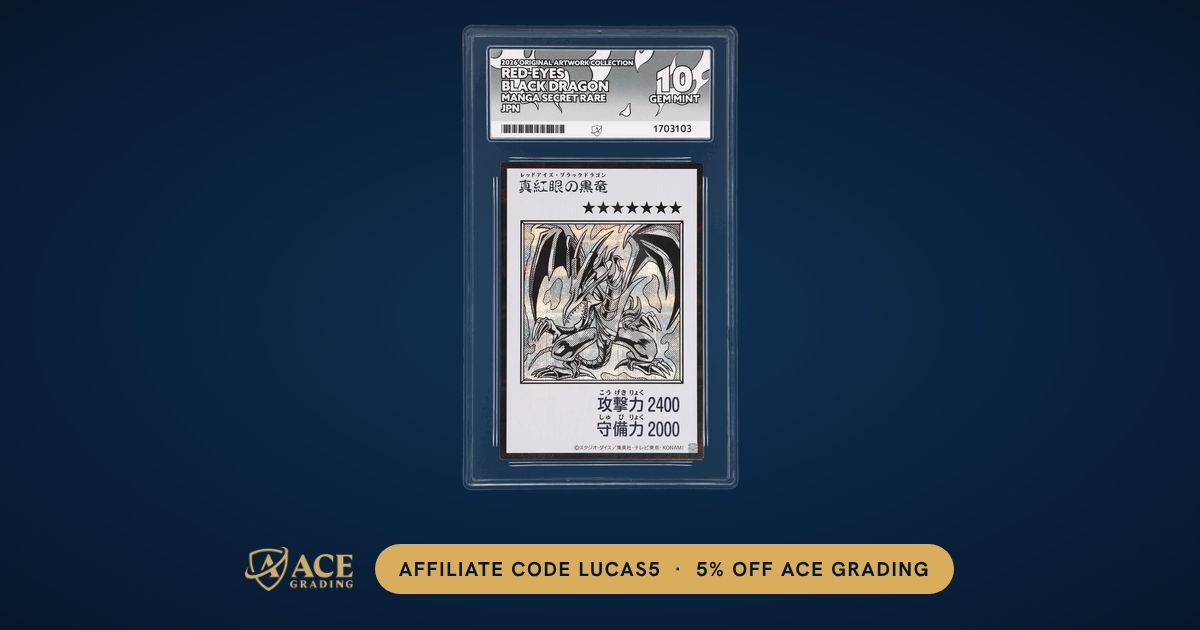 2026 ORIGINAL ARTWORK COLLECTION
RED-EYES
BLACK DRAGON
MANGA SECRET RARE
JPN
10
GEM MINT
1703103
レッドアイズ・ブラックドラゴン
真紅眼の黒竜
★★★★★★★
こうげきりょく
攻撃力 2400
しゅびりょく
守備力 2000
©スタジオ・ダイス/集英社・テレビ東京・KONAMI
ACE
GRADING
AFFILIATE CODE LUCAS5 · 5% OFF ACE GRADING